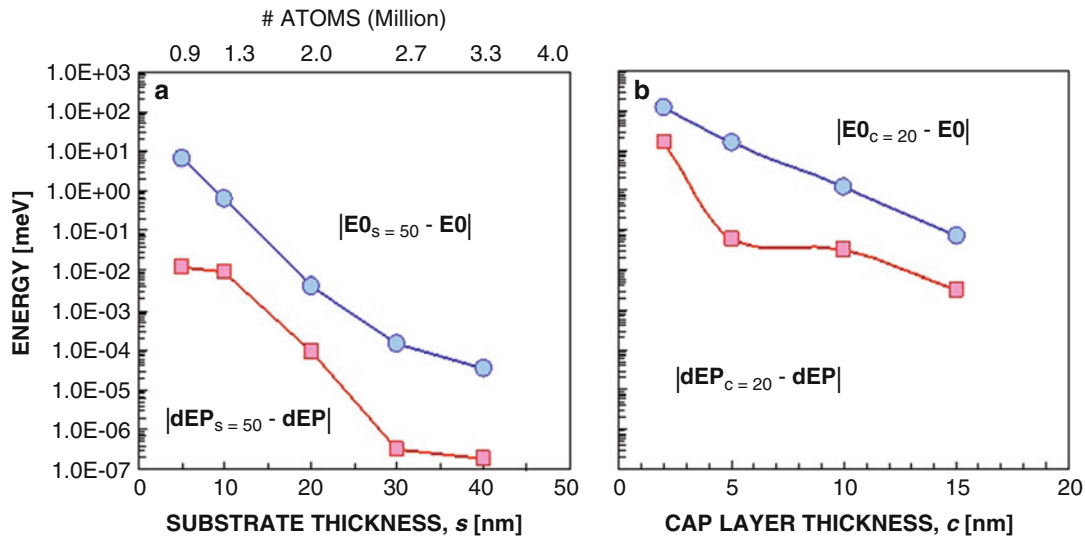 # ATOMS (Million)
0.9 1.3 2.0 2.7 3.3 4.0
1.0E+03
1.0E+02
1.0E+01
1.0E+00
1.0E-01
1.0E-02
1.0E-03
1.0E-04
1.0E-05
1.0E-06
1.0E-07
ENERGY [meV]
a
|E0s = 50 - E0|
|dEPs = 50 - dEP|
0 10 20 30 40 50
SUBSTRATE THICKNESS, s [nm]
b
|E0c = 20 - E0|
|dEPc = 20 - dEP|
0 5 10 15 20
CAP LAYER THICKNESS, c [nm]